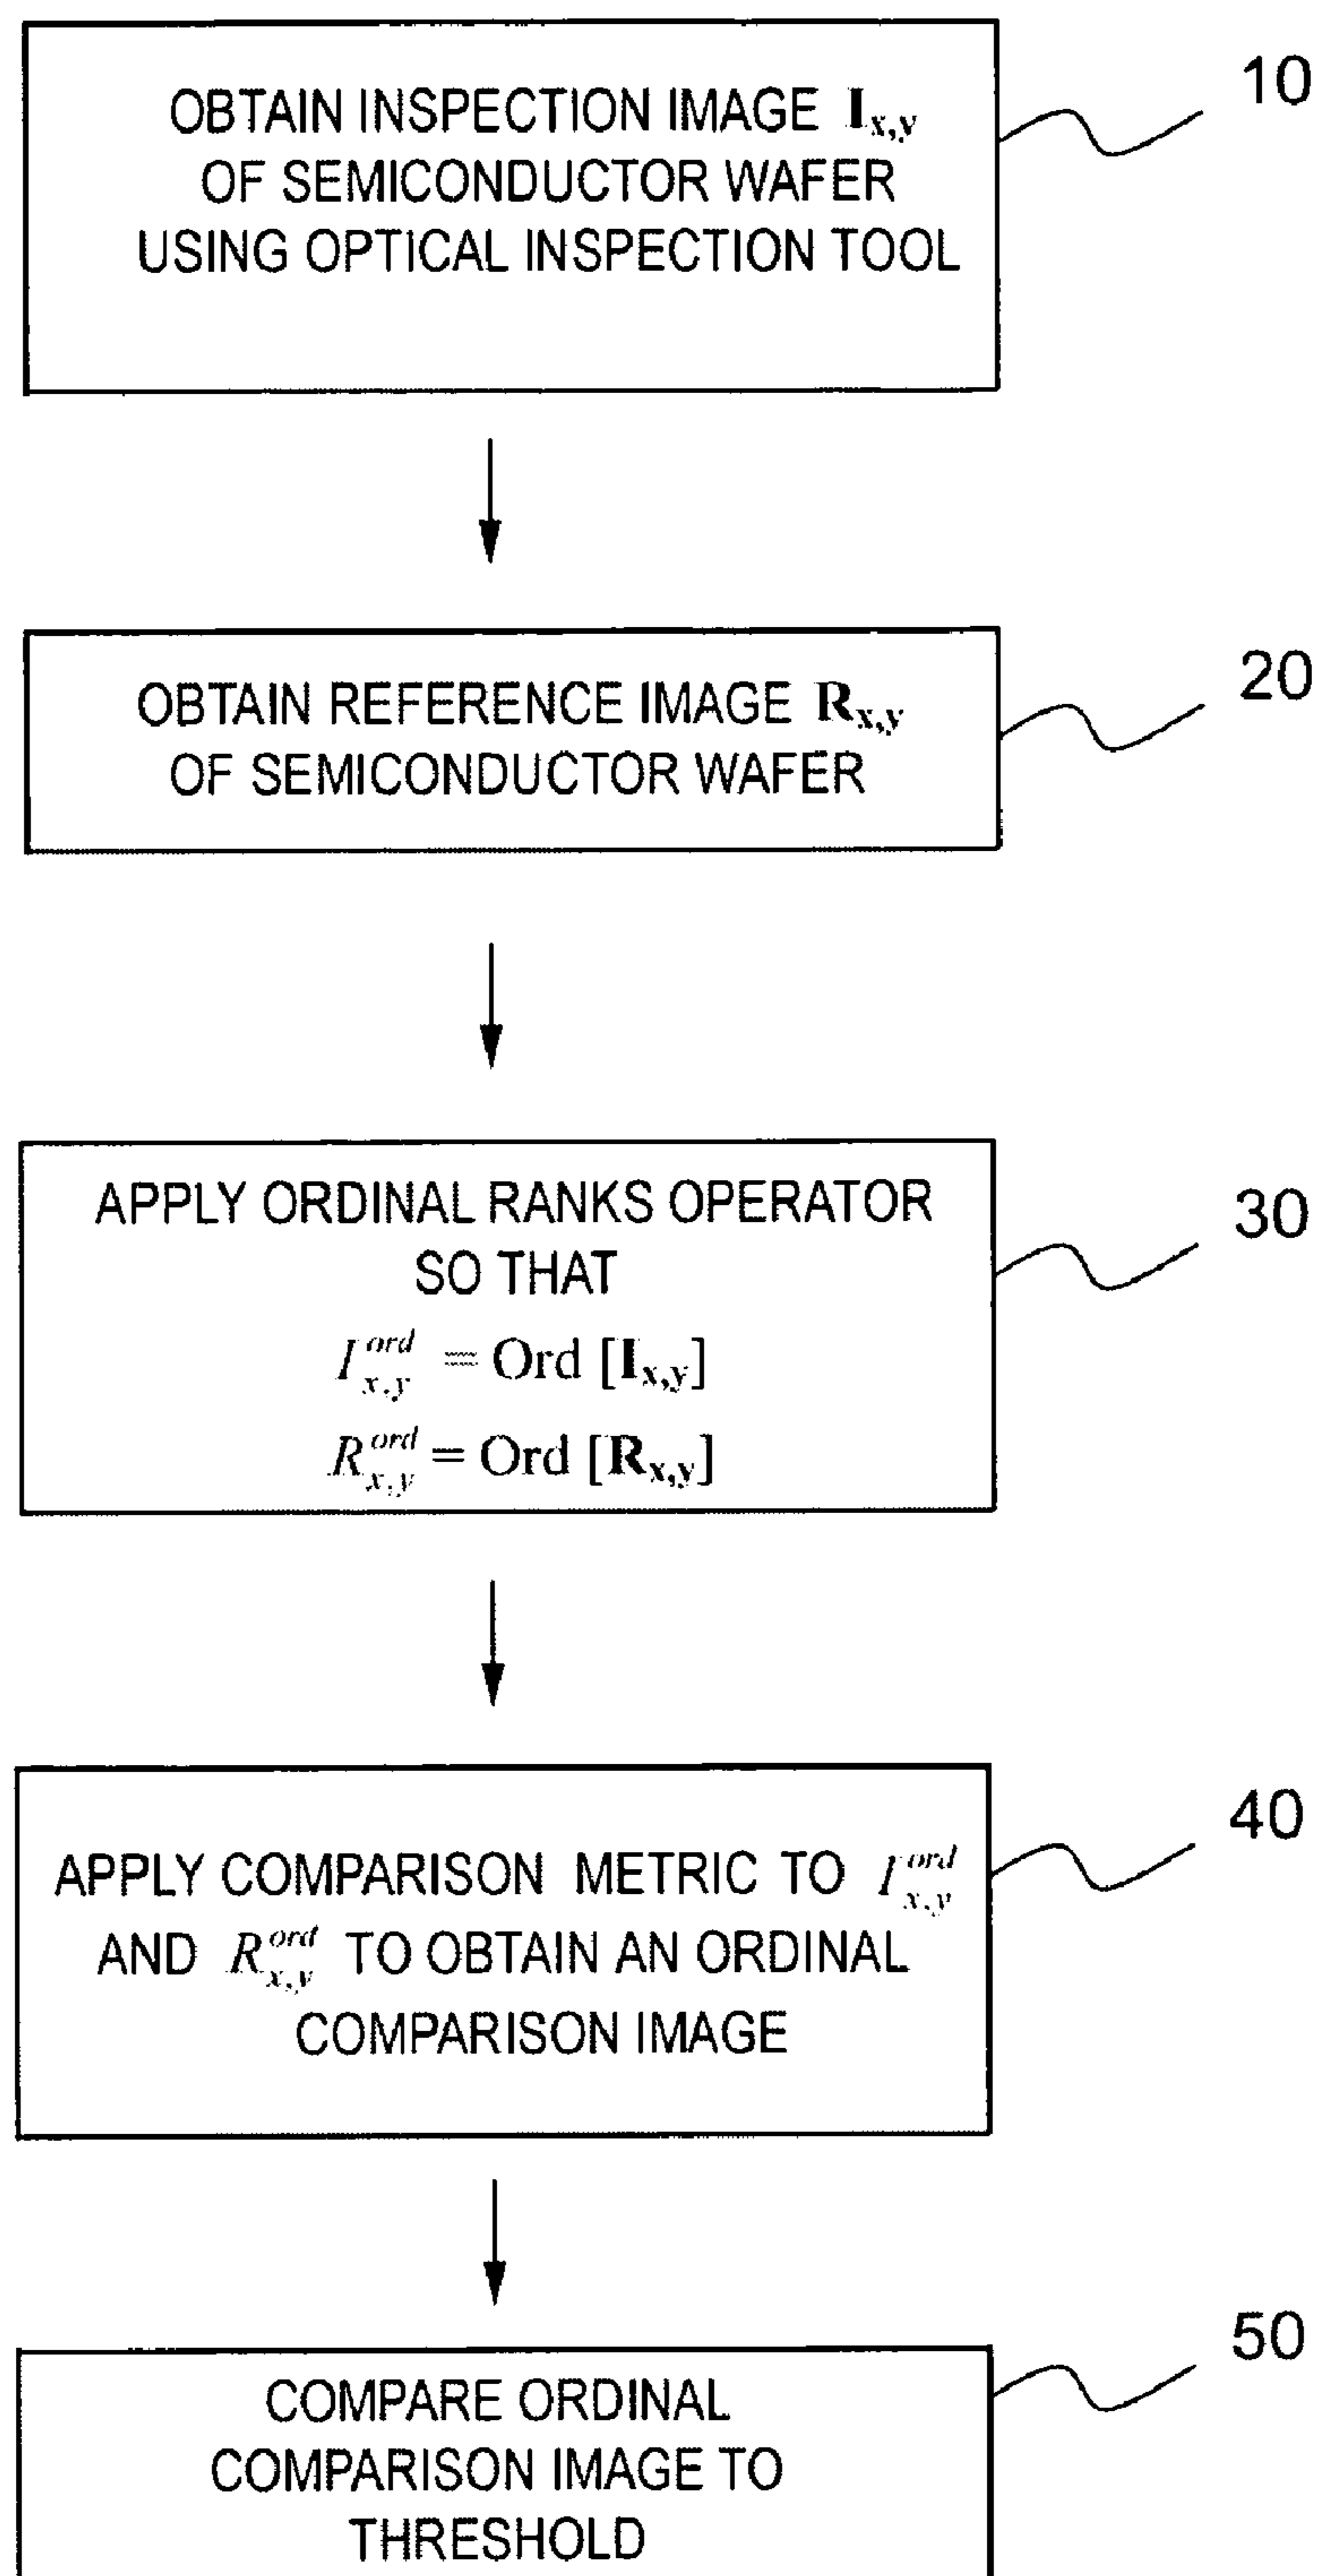 OBTAIN INSPECTION IMAGE I_{x,y}
OF SEMICONDUCTOR WAFER
USING OPTICAL INSPECTION TOOL
10
OBTAIN REFERENCE IMAGE R_{x,y}
OF SEMICONDUCTOR WAFER
20
APPLY ORDINAL RANKS OPERATOR
SO THAT
I^{ord}_{x,y} = Ord [I_{x,y}]
R^{ord}_{x,y} = Ord [R_{x,y}]
30
APPLY COMPARISON METRIC TO I^{ord}_{x,y}
AND R^{ord}_{x,y} TO OBTAIN AN ORDINAL
COMPARISON IMAGE
40
COMPARE ORDINAL
COMPARISON IMAGE TO
THRESHOLD
50